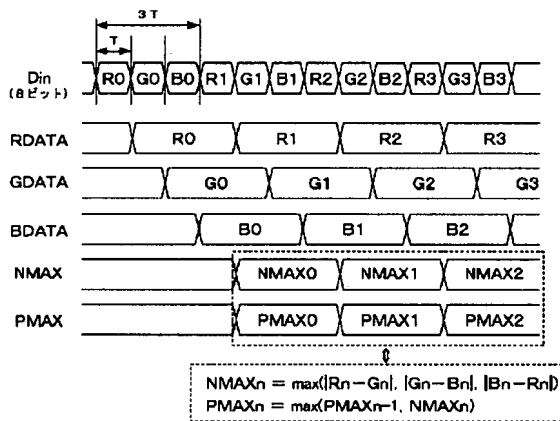 3T
T
Din R0 G0 B0 R1 G1 B1 R2 G2 B2 R3 G3 B3
(8ビット)
RDATA R0 R1 R2 R3
GDATA G0 G1 G2 G3
BDATA B0 B1 B2
NMAX NMAX0 NMAX1 NMAX2
PMAX PMAX0 PMAX1 PMAX2
NMAXn = max(|Rn-Gn|, |Gn-Bn|, |Bn-Rn|)
PMAXn = max(PMAXn-1, NMAXn)